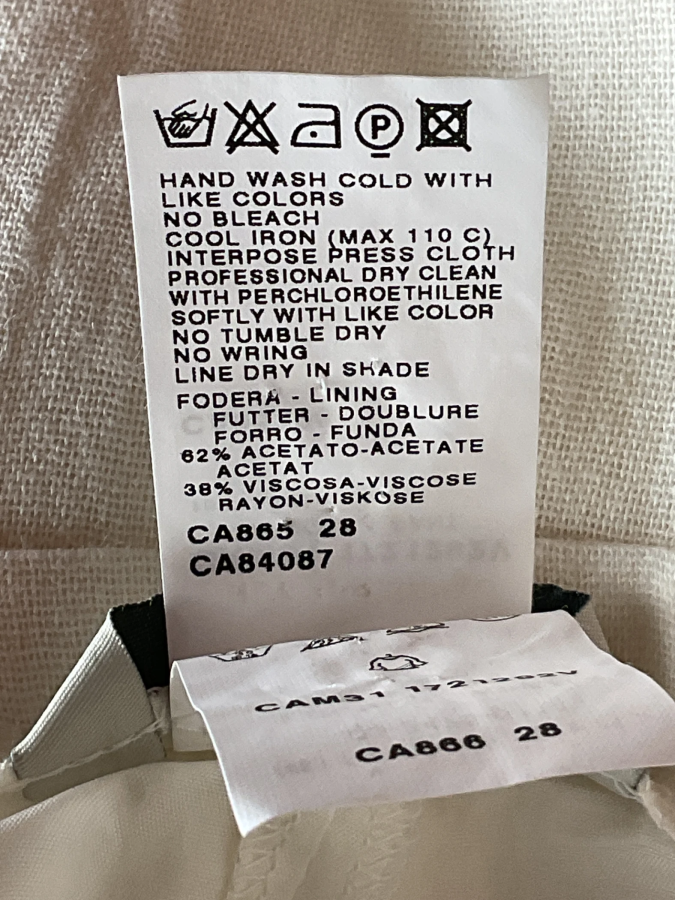 P
HAND WASH COLD WITH
LIKE COLORS
NO BLEACH
COOL IRON (MAX 110 C)
INTERPOSE PRESS CLOTH
PROFESSIONAL DRY CLEAN
WITH PERCHLOROETHILENE
SOFTLY WITH LIKE COLOR
NO TUMBLE DRY
NO WRING
LINE DRY IN SHADE
FODERA - LINING
FUTTER - DOUBLURE
FORRO - FUNDA
62% ACETATO-ACETATE
ACETAT
38% VISCOSA-VISCOSE
RAYON-VISKOSE
CA865 28
CA84087
CAM31
CA866 28